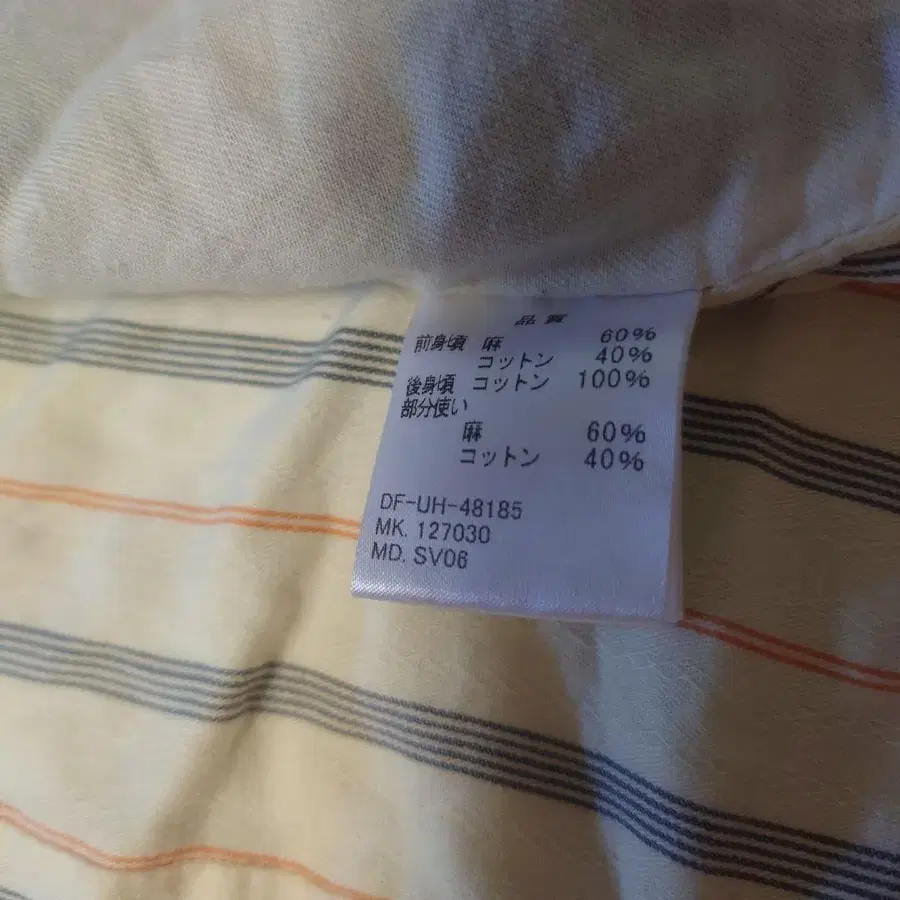 品質
前身頃 麻 60%
コットン 40%
後身頃 コットン 100%
部分使い
麻 60%
コットン 40%
DF-UH-48185
MK. 127030
MD. SV06